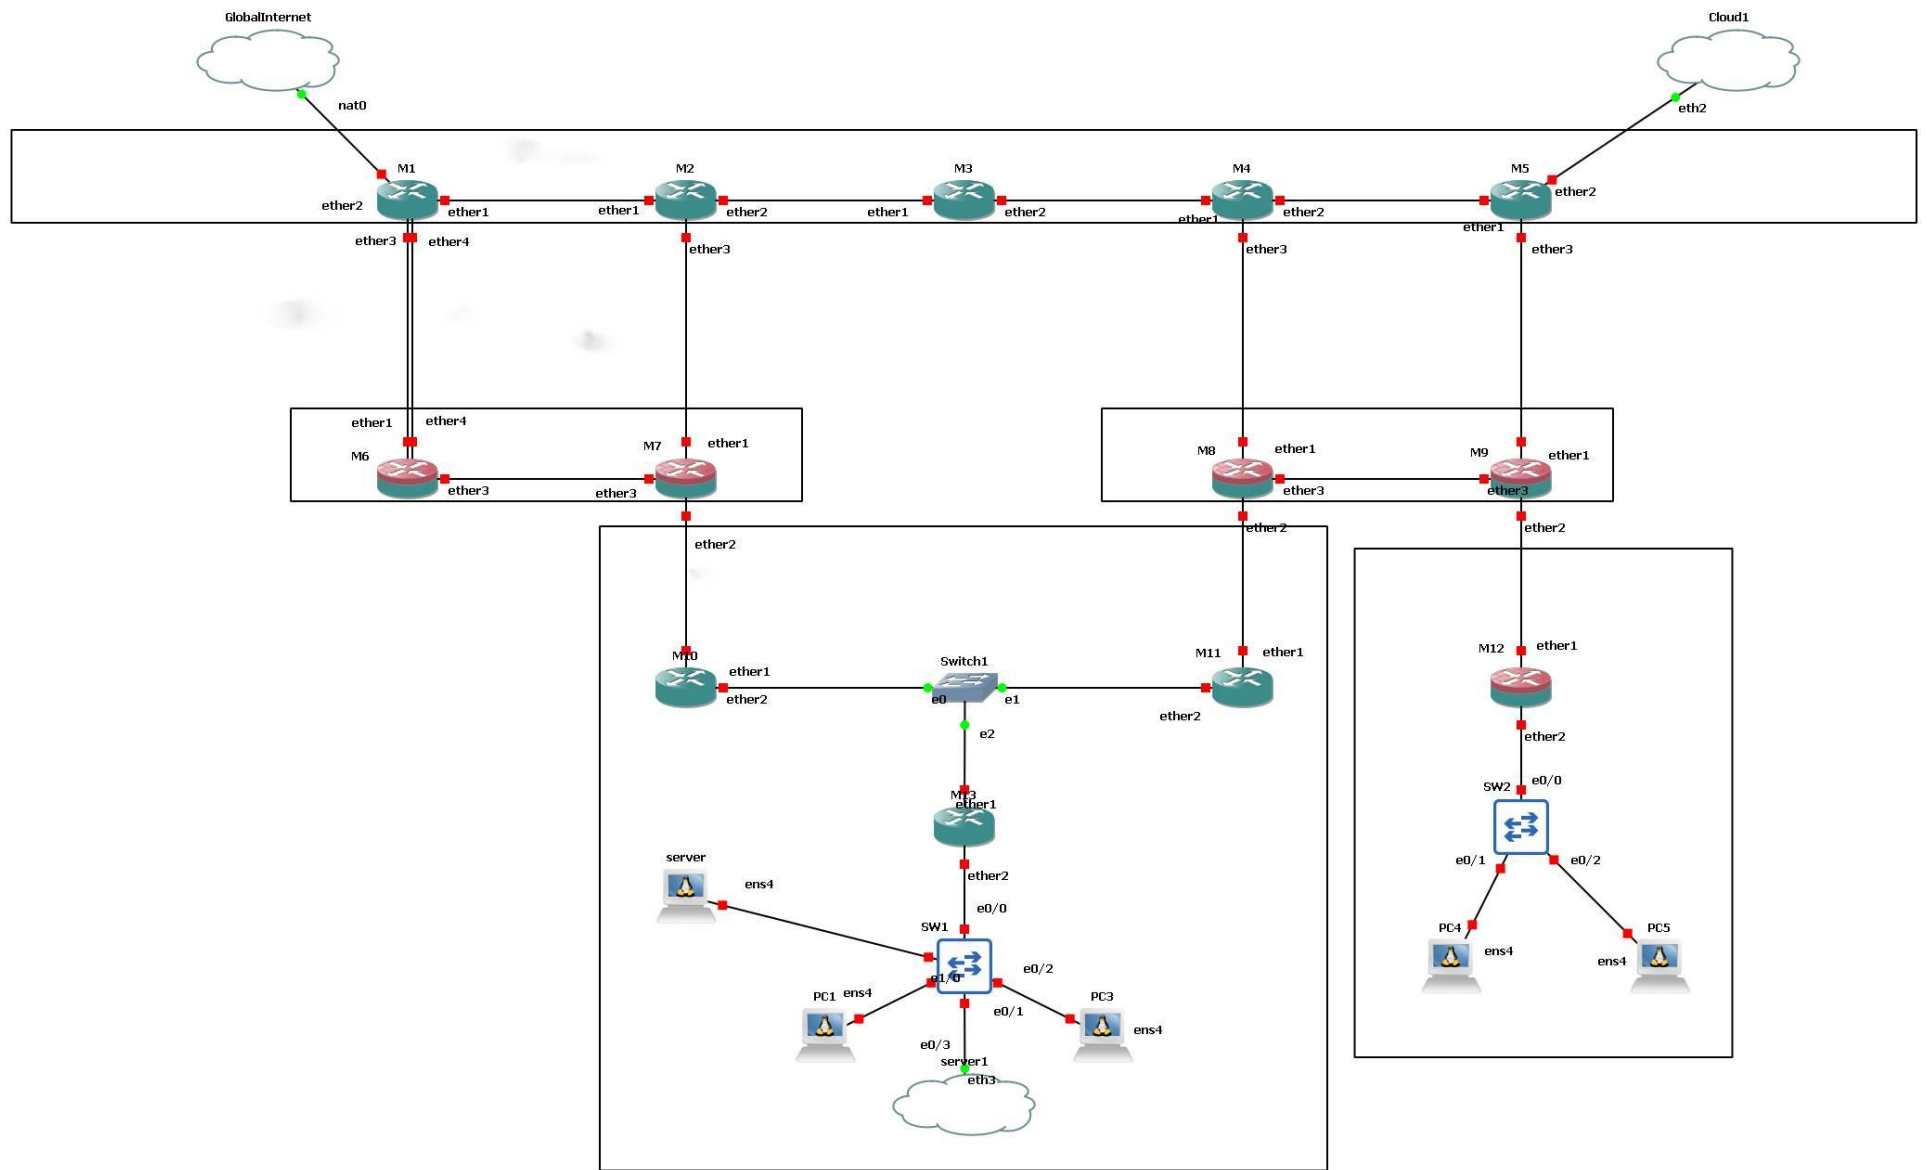 GlobalInternet
Cloud1
nat0
eth2
M1
M2
M3
M4
M5
ether2
ether1
ether1
ether2
ether1
ether2
ether1
ether2
ether1
ether2
ether3
ether4
ether3
ether3
ether3
ether1
ether4
M6
ether3
M7
ether1
ether3
M8
ether1
ether3
M9
ether1
ether3
ether2
ether2
ether2
M10
ether1
ether2
Switch1
e0
e1
e2
M11
ether1
ether2
M12
ether1
ether2
M13
ether1
ether2
server
ens4
SW1
e0/0
e1/0
e0/2
e0/1
e0/3
PC1
ens4
PC3
ens4
server1
eth3
SW2
e0/0
e0/1
e0/2
PC4
ens4
PC5
ens4